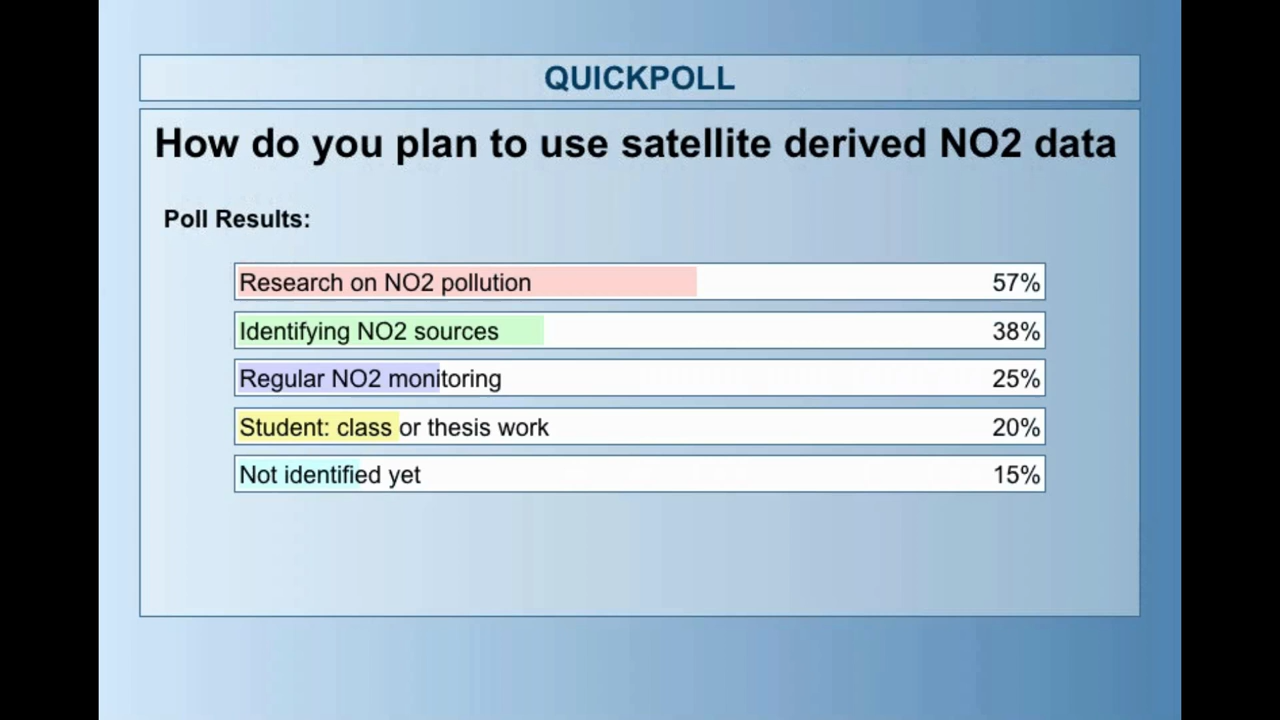 QUICKPOLL
How do you plan to use satellite derived NO2 data
Poll Results:
Research on NO2 pollution 57%
Identifying NO2 sources 38%
Regular NO2 monitoring 25%
Student: class or thesis work 20%
Not identified yet 15%